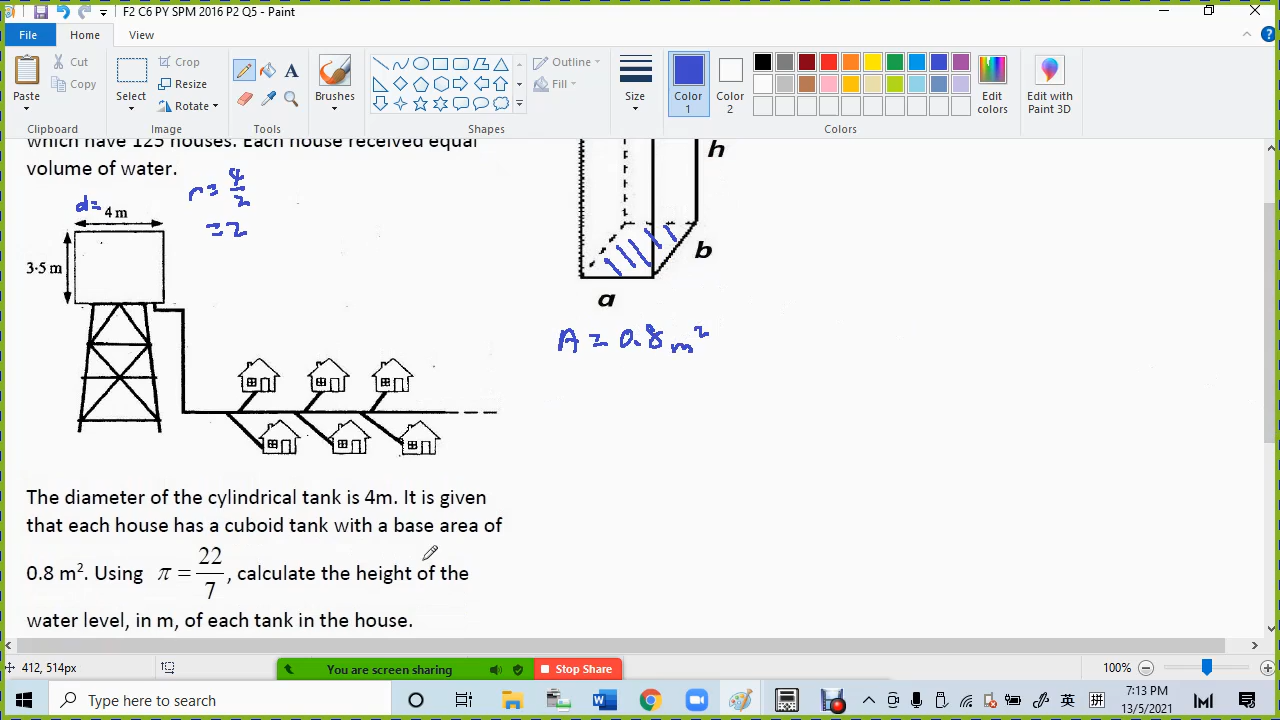 F2 C6 PY SPM 2016 P2 Q5 - Paint
File
Home
View
Paste
Cut
Copy
Clipboard
Select
Crop
Resize
Rotate
Image
A
Tools
Brushes
Outline
Fill
Shapes
Size
Color 1
Color 2
Edit colors
Edit with Paint 3D
Colors
which have 125 houses. Each house received equal
volume of water.
d=
4 m
3·5 m
r = 4/2
= 2
h
b
a
A = 0.8 m²
The diameter of the cylindrical tank is 4m. It is given
that each house has a cuboid tank with a base area of
0.8 m². Using π = 22/7, calculate the height of the
water level, in m, of each tank in the house.
412, 514px
You are screen sharing
Stop Share
100%
Type here to search
英
拼
7:13 PM
13/5/2021